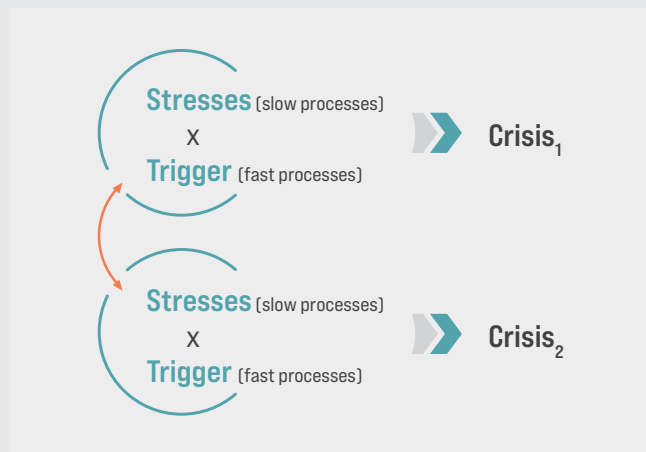 Stresses (slow processes)
X
Trigger (fast processes)
Crisis₁
Stresses (slow processes)
X
Trigger (fast processes)
Crisis₂